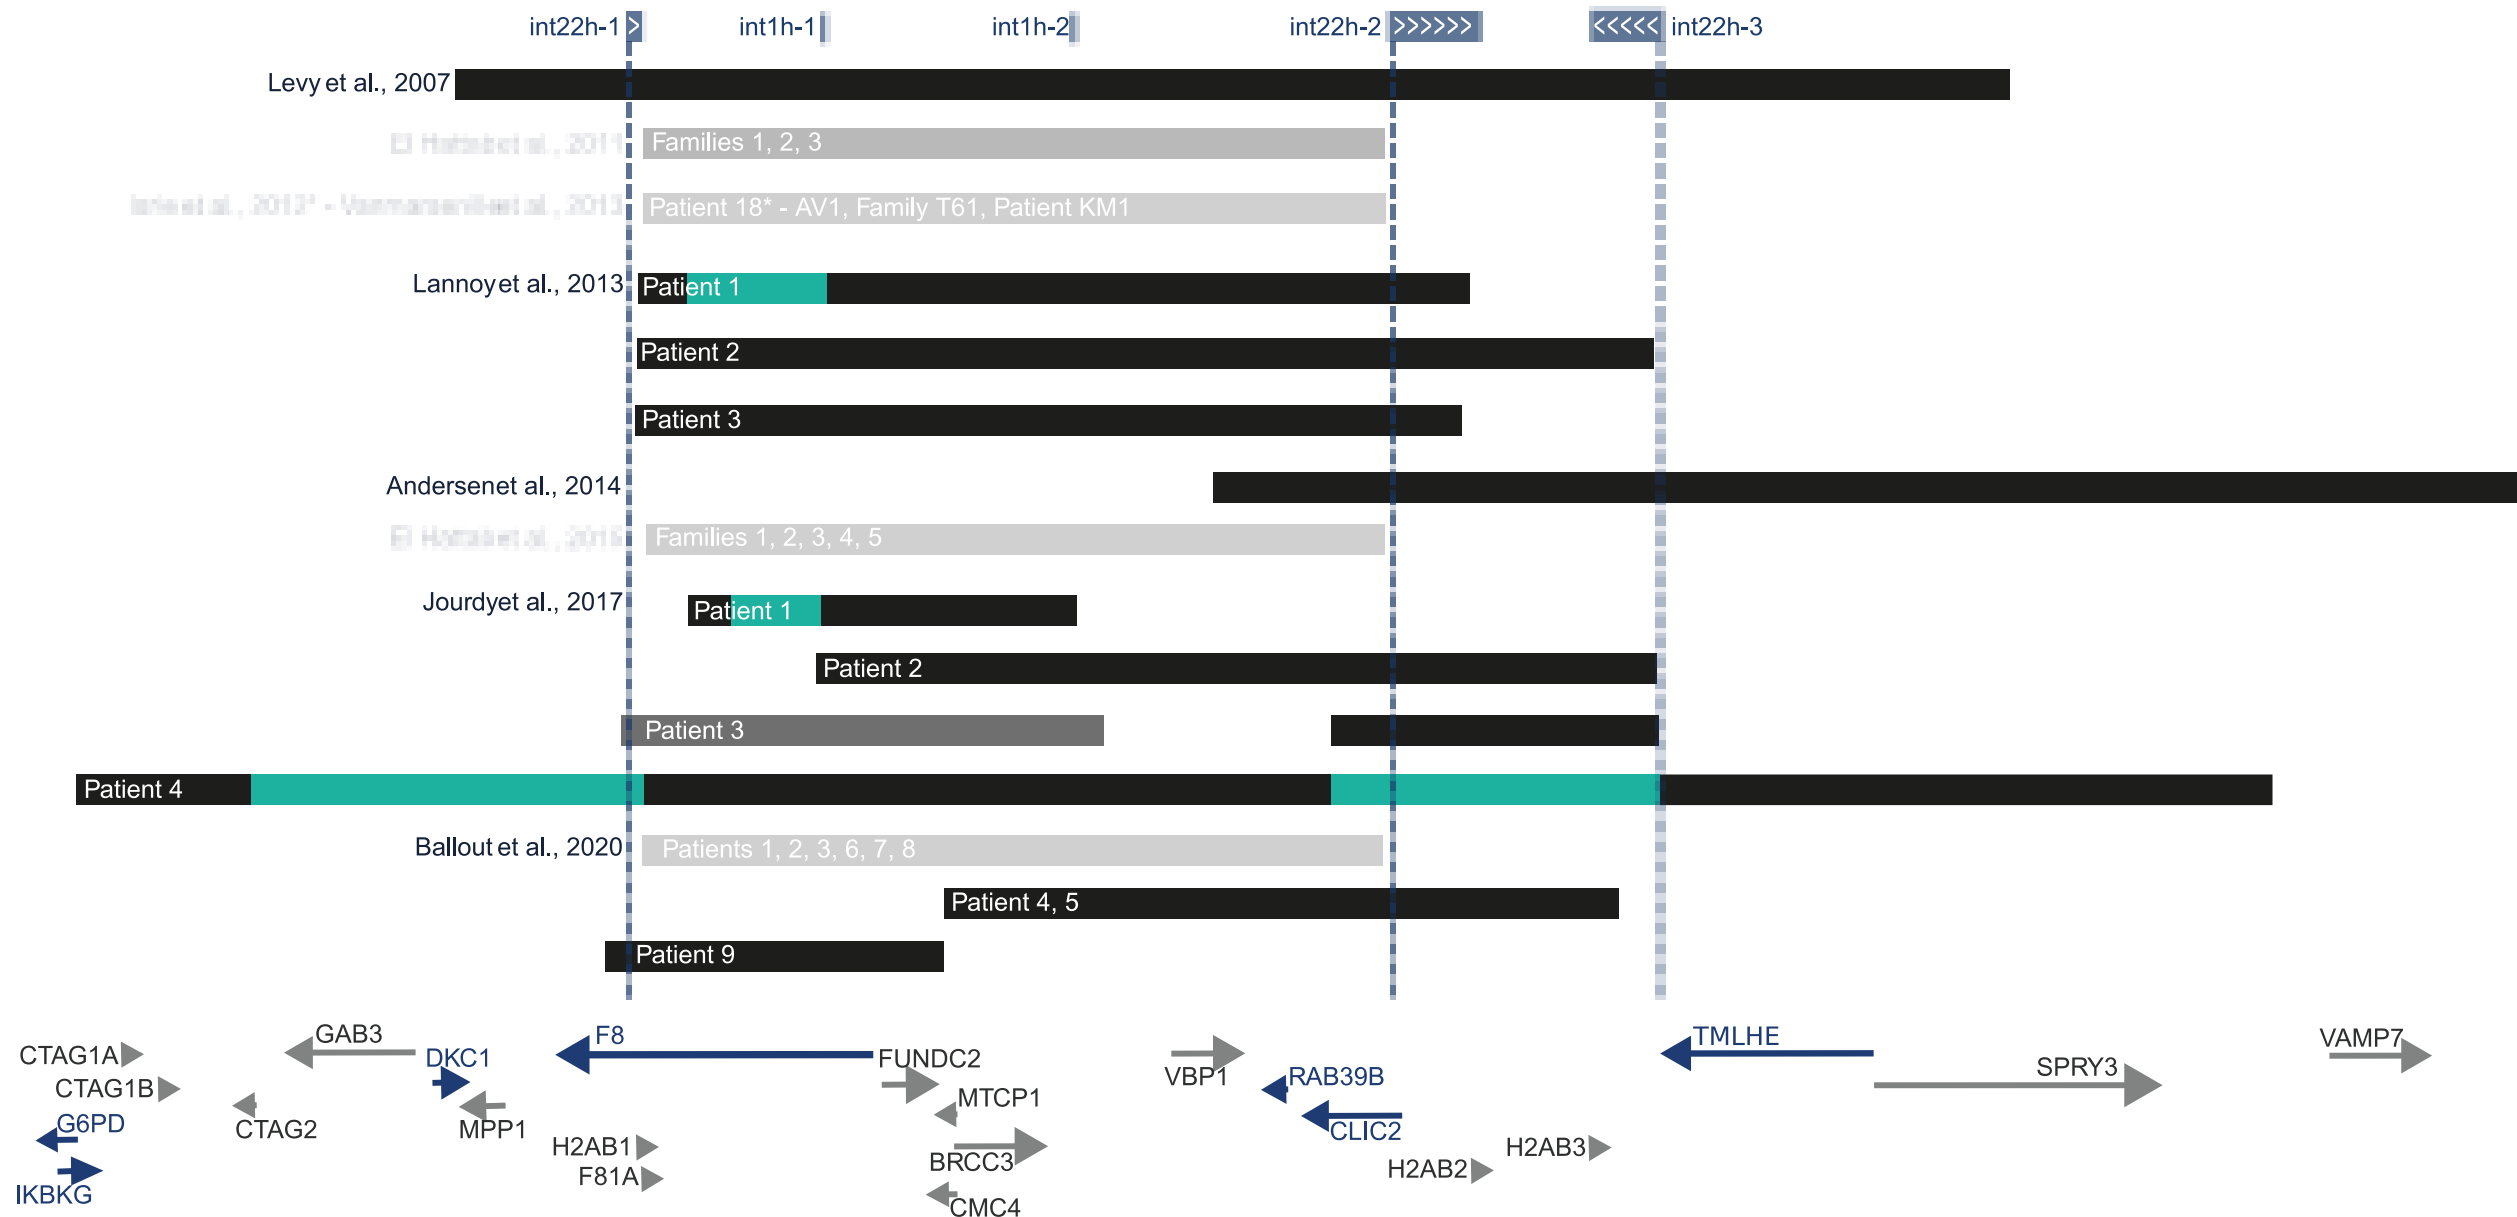 int22h-1 > int1h-1 int1h-2 int22h-2 >>>>>> <<<<< int22h-3
Levy et al., 2007
Families 1, 2, 3
Patient 18* - AV1, Family T61, Patient KM1
Lannoy et al., 2013 Patient 1
Patient 2
Patient 3
Andersen et al., 2014
Families 1, 2, 3, 4, 5
Jourdy et al., 2017 Patient 1
Patient 2
Patient 3
Patient 4
Ballout et al., 2020 Patients 1, 2, 3, 6, 7, 8
Patient 4, 5
Patient 9
CTAG1A GAB3 DKC1 F8 FUNDC2 VBP1 TMLHE SPRY3 VAMP7
CTAG1B RAB39B
MTCP1
G6PD CTAG2 MPP1 CLIC2
H2AB1 BRCC3 H2AB2 H2AB3
F81A
IKBKG CMC4